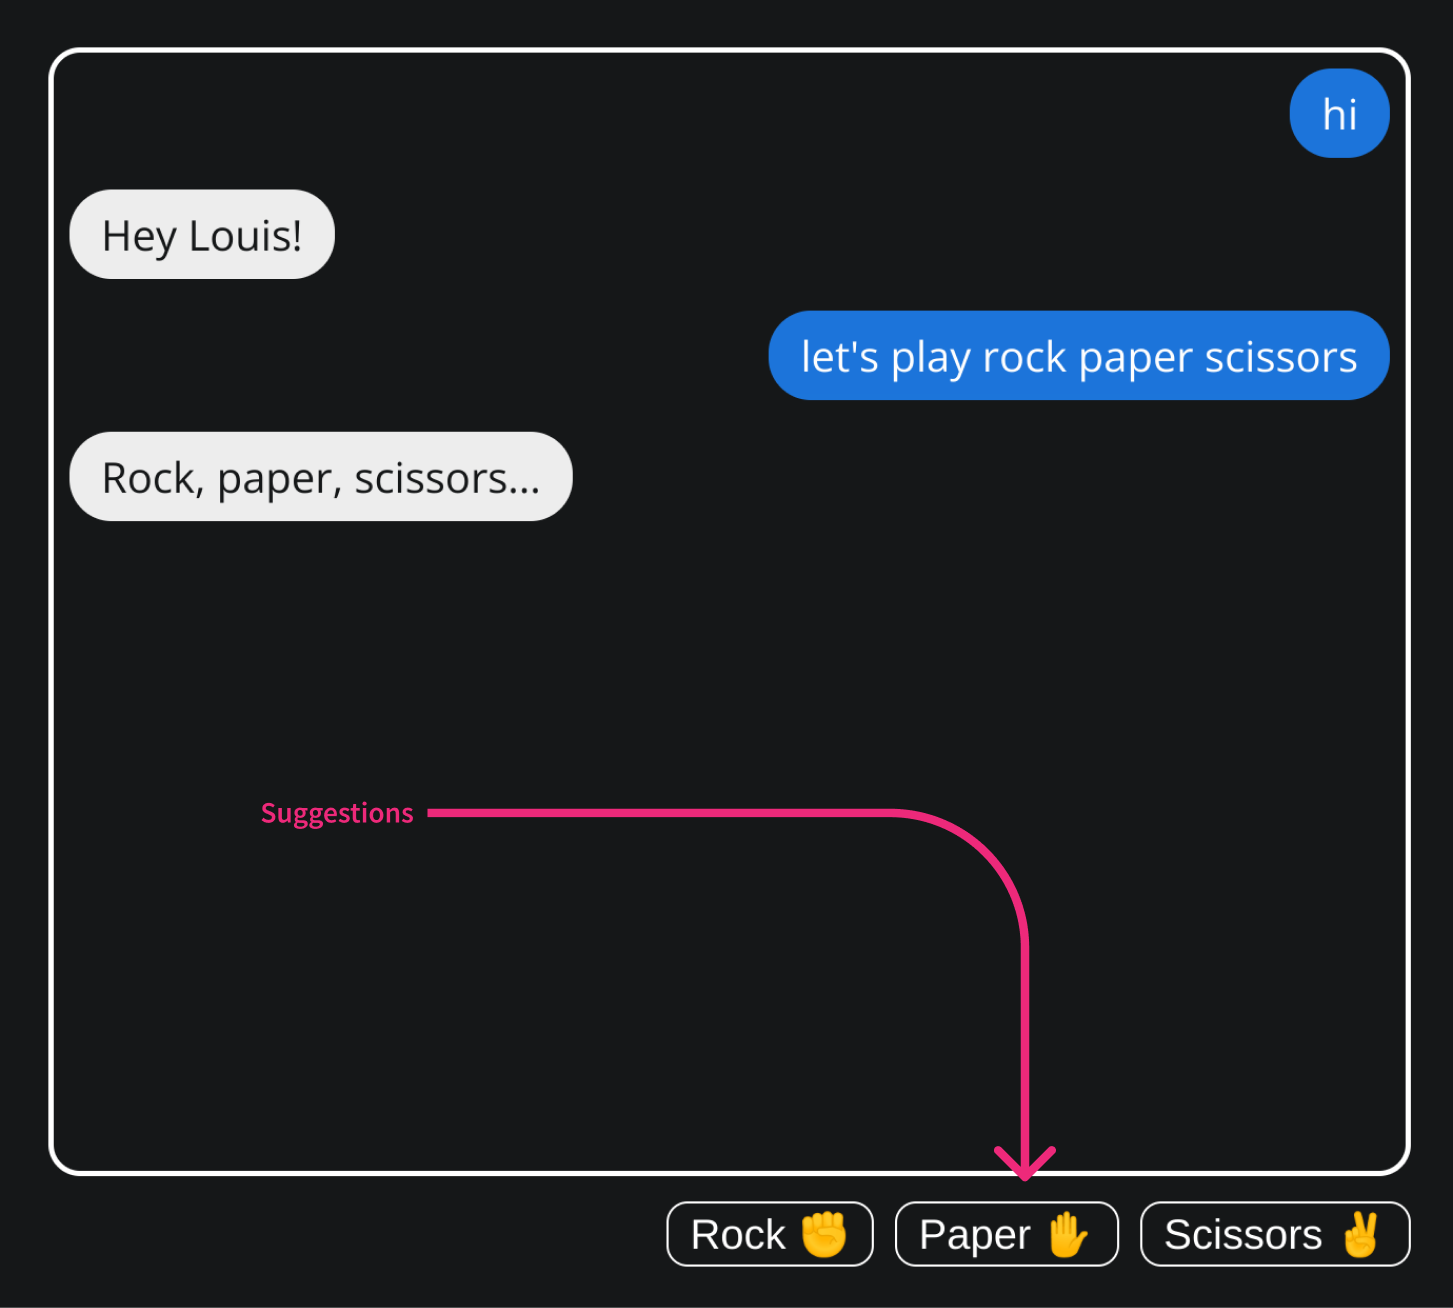 hi
Hey Louis!
let's play rock paper scissors
Rock, paper, scissors...
Suggestions
Rock ✊
Paper ✋
Scissors ✌